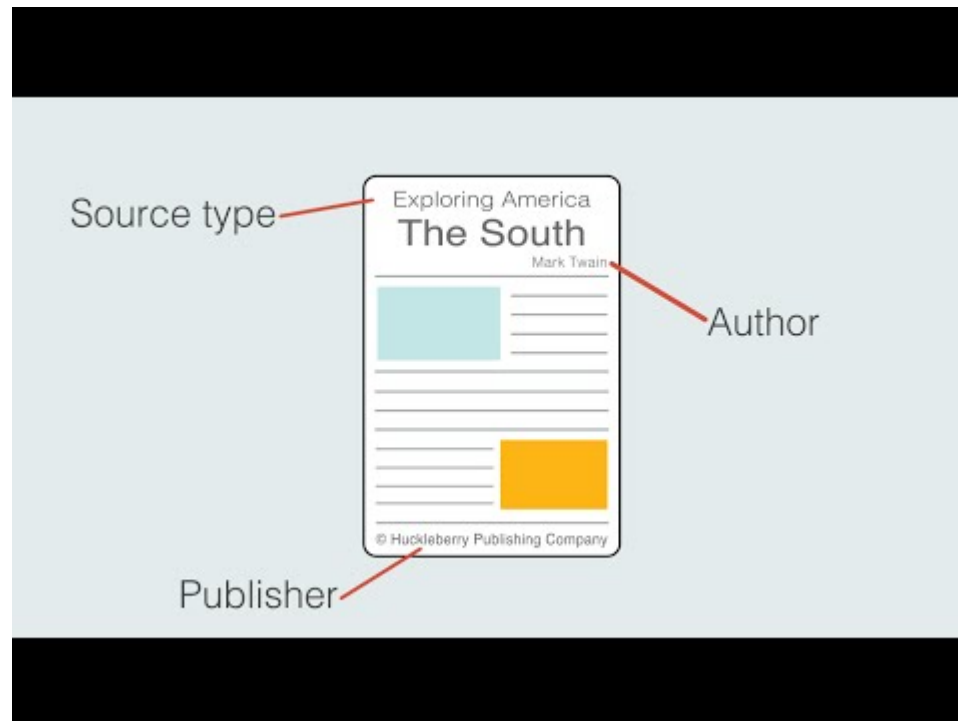 Source type
Exploring America
The South
Mark Twain
Author
© Huckleberry Publishing Company
Publisher